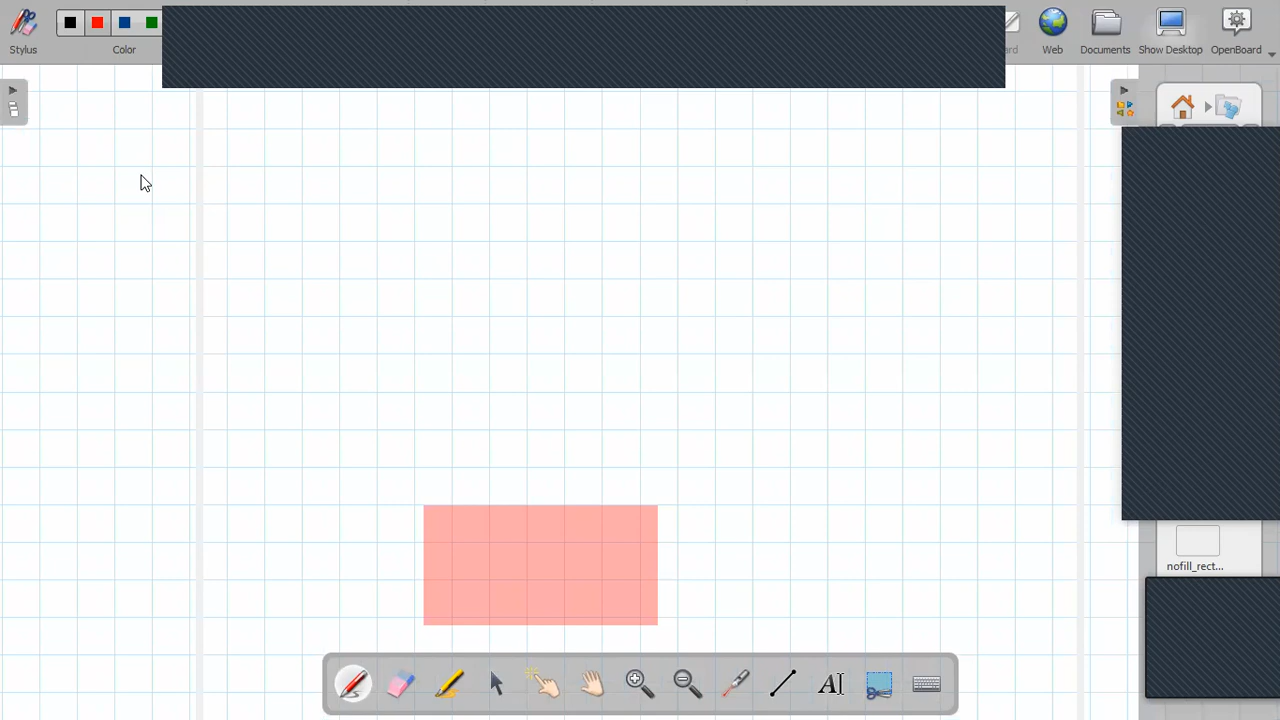 Stylus
Color
Web
Documents
Show Desktop
OpenBoard
nofill_rect...